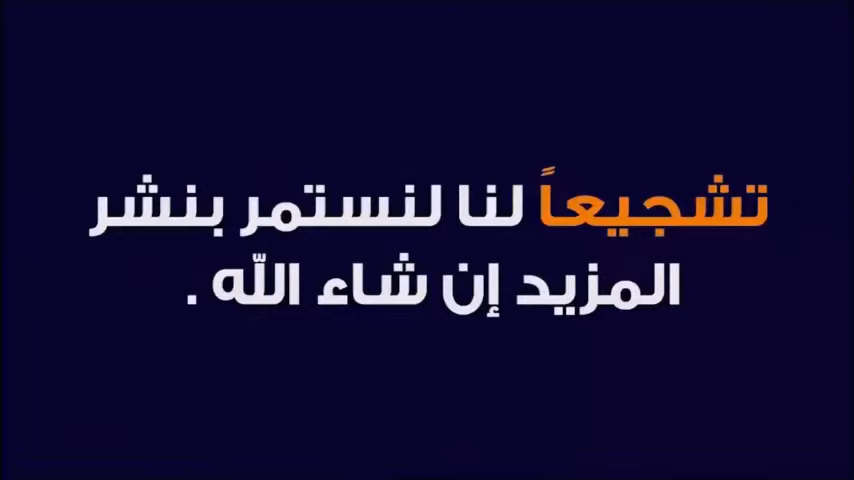 تشجيعاً لنا لنستمر بنشر
المزيد إن شاء الله .